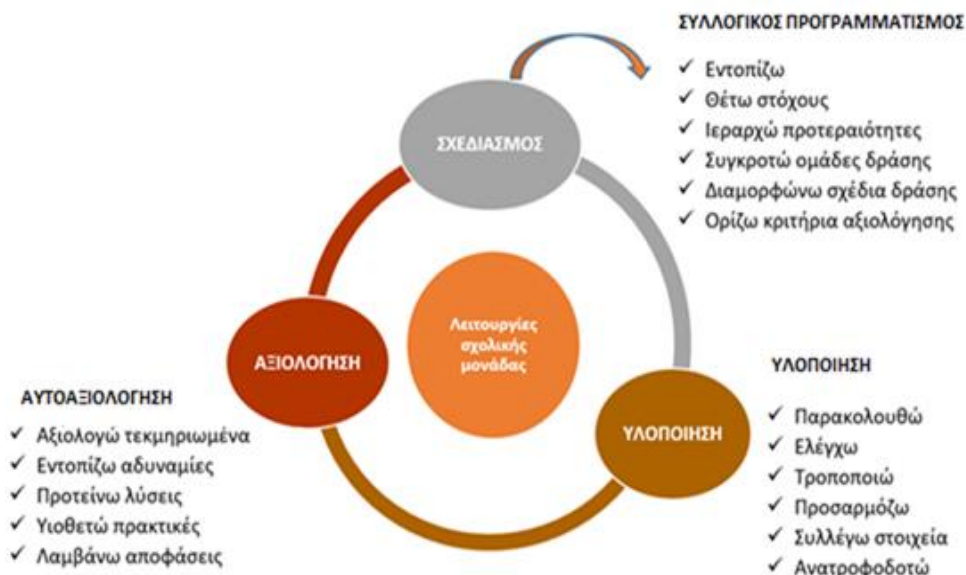 ΣΥΛΛΟΓΙΚΟΣ ΠΡΟΓΡΑΜΜΑΤΙΣΜΟΣ
✓ Εντοπίζω
✓ Θέτω στόχους
✓ Ιεραρχώ προτεραιότητες
✓ Συγκροτώ ομάδες δράσης
✓ Διαμορφώνω σχέδια δράσης
✓ Ορίζω κριτήρια αξιολόγησης
ΣΧΕΔΙΑΣΜΟΣ
Λειτουργίες
σχολικής
μονάδας
ΑΞΙΟΛΟΓΗΣΗ
ΥΛΟΠΟΙΗΣΗ
ΑΥΤΟΑΞΙΟΛΟΓΗΣΗ
✓ Αξιολογώ τεκμηριωμένα
✓ Εντοπίζω αδυναμίες
✓ Προτείνω λύσεις
✓ Υιοθετώ πρακτικές
✓ Λαμβάνω αποφάσεις
ΥΛΟΠΟΙΗΣΗ
✓ Παρακολουθώ
✓ Ελέγχω
✓ Τροποποιώ
✓ Προσαρμόζω
✓ Συλλέγω στοιχεία
✓ Ανατροφοδοτώ